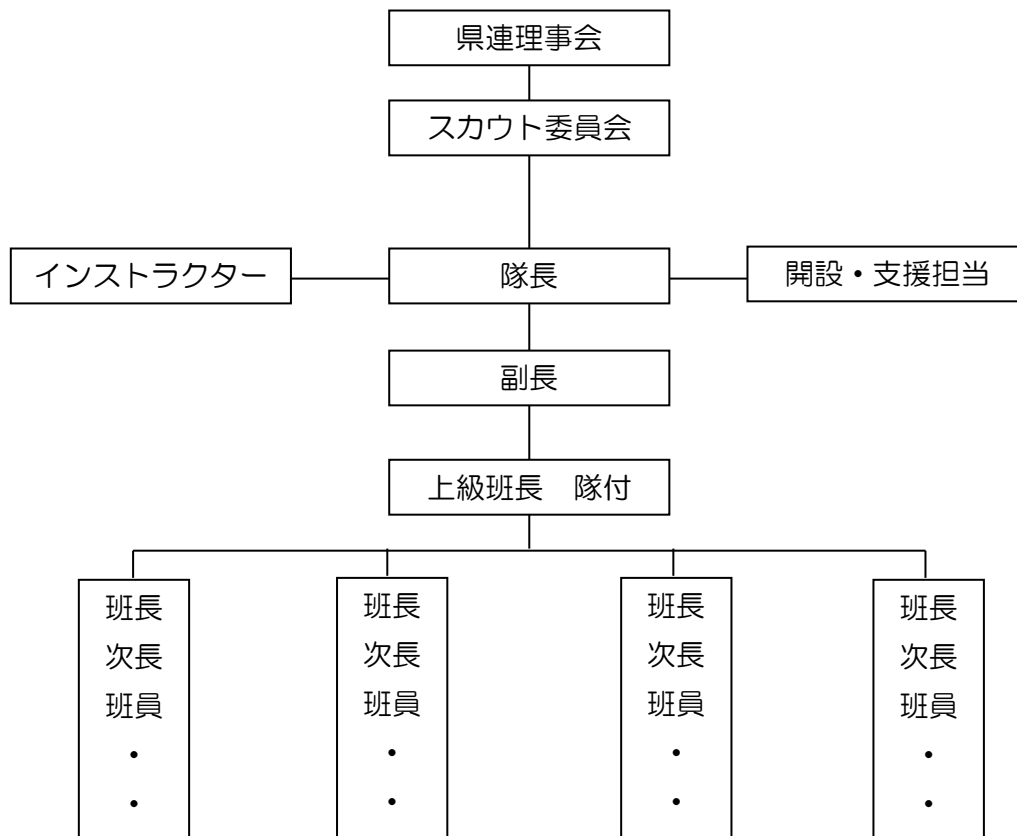 県連理事会
スカウト委員会
インストラクター
隊長
開設・支援担当
副長
上級班長　隊付
班長
次長
班員
・
・
班長
次長
班員
・
・
班長
次長
班員
・
・
班長
次長
班員
・
・